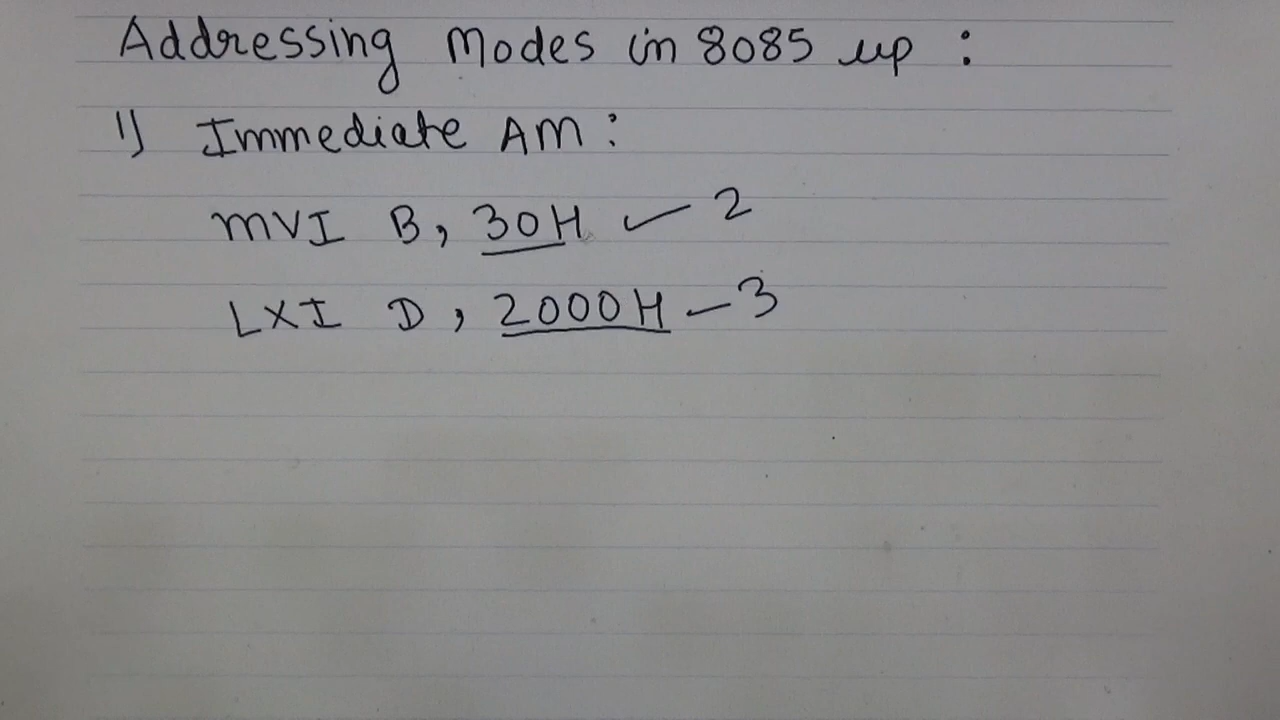 Addressing Modes in 8085 up :
1) Immediate AM :
MVI B, 30H ✓ 2
LXI D, 2000H - 3